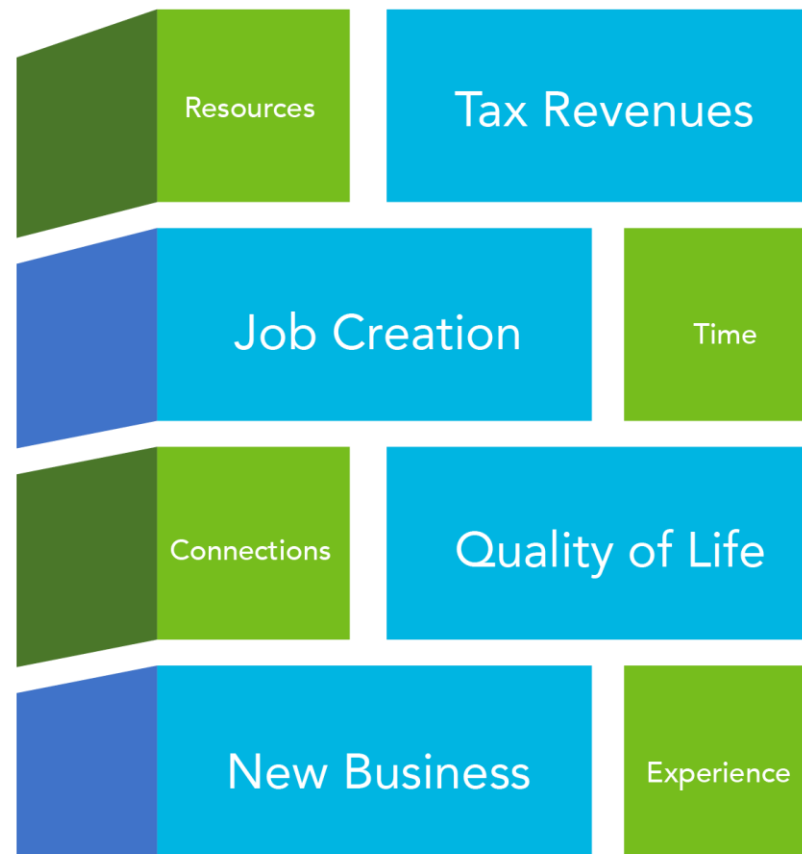 Resources
Tax Revenues
Job Creation
Time
Connections
Quality of Life
New Business
Experience